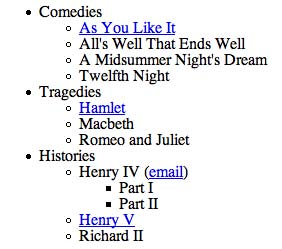 Comedies
As You Like It
All's Well That Ends Well
A Midsummer Night's Dream
Twelfth Night
Tragedies
Hamlet
Macbeth
Romeo and Juliet
Histories
Henry IV (email)
Part I
Part II
Henry V
Richard II